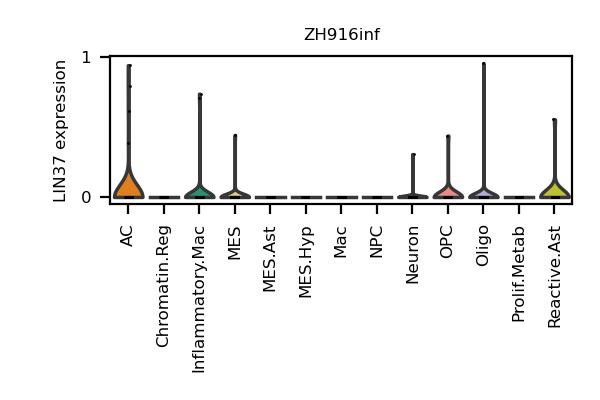 ZH916inf
LIN37 expression
1
0
AC
Chromatin.Reg
Inflammatory.Mac
MES
MES.Ast
MES.Hyp
Mac
NPC
Neuron
OPC
Oligo
Prolif.Metab
Reactive.Ast